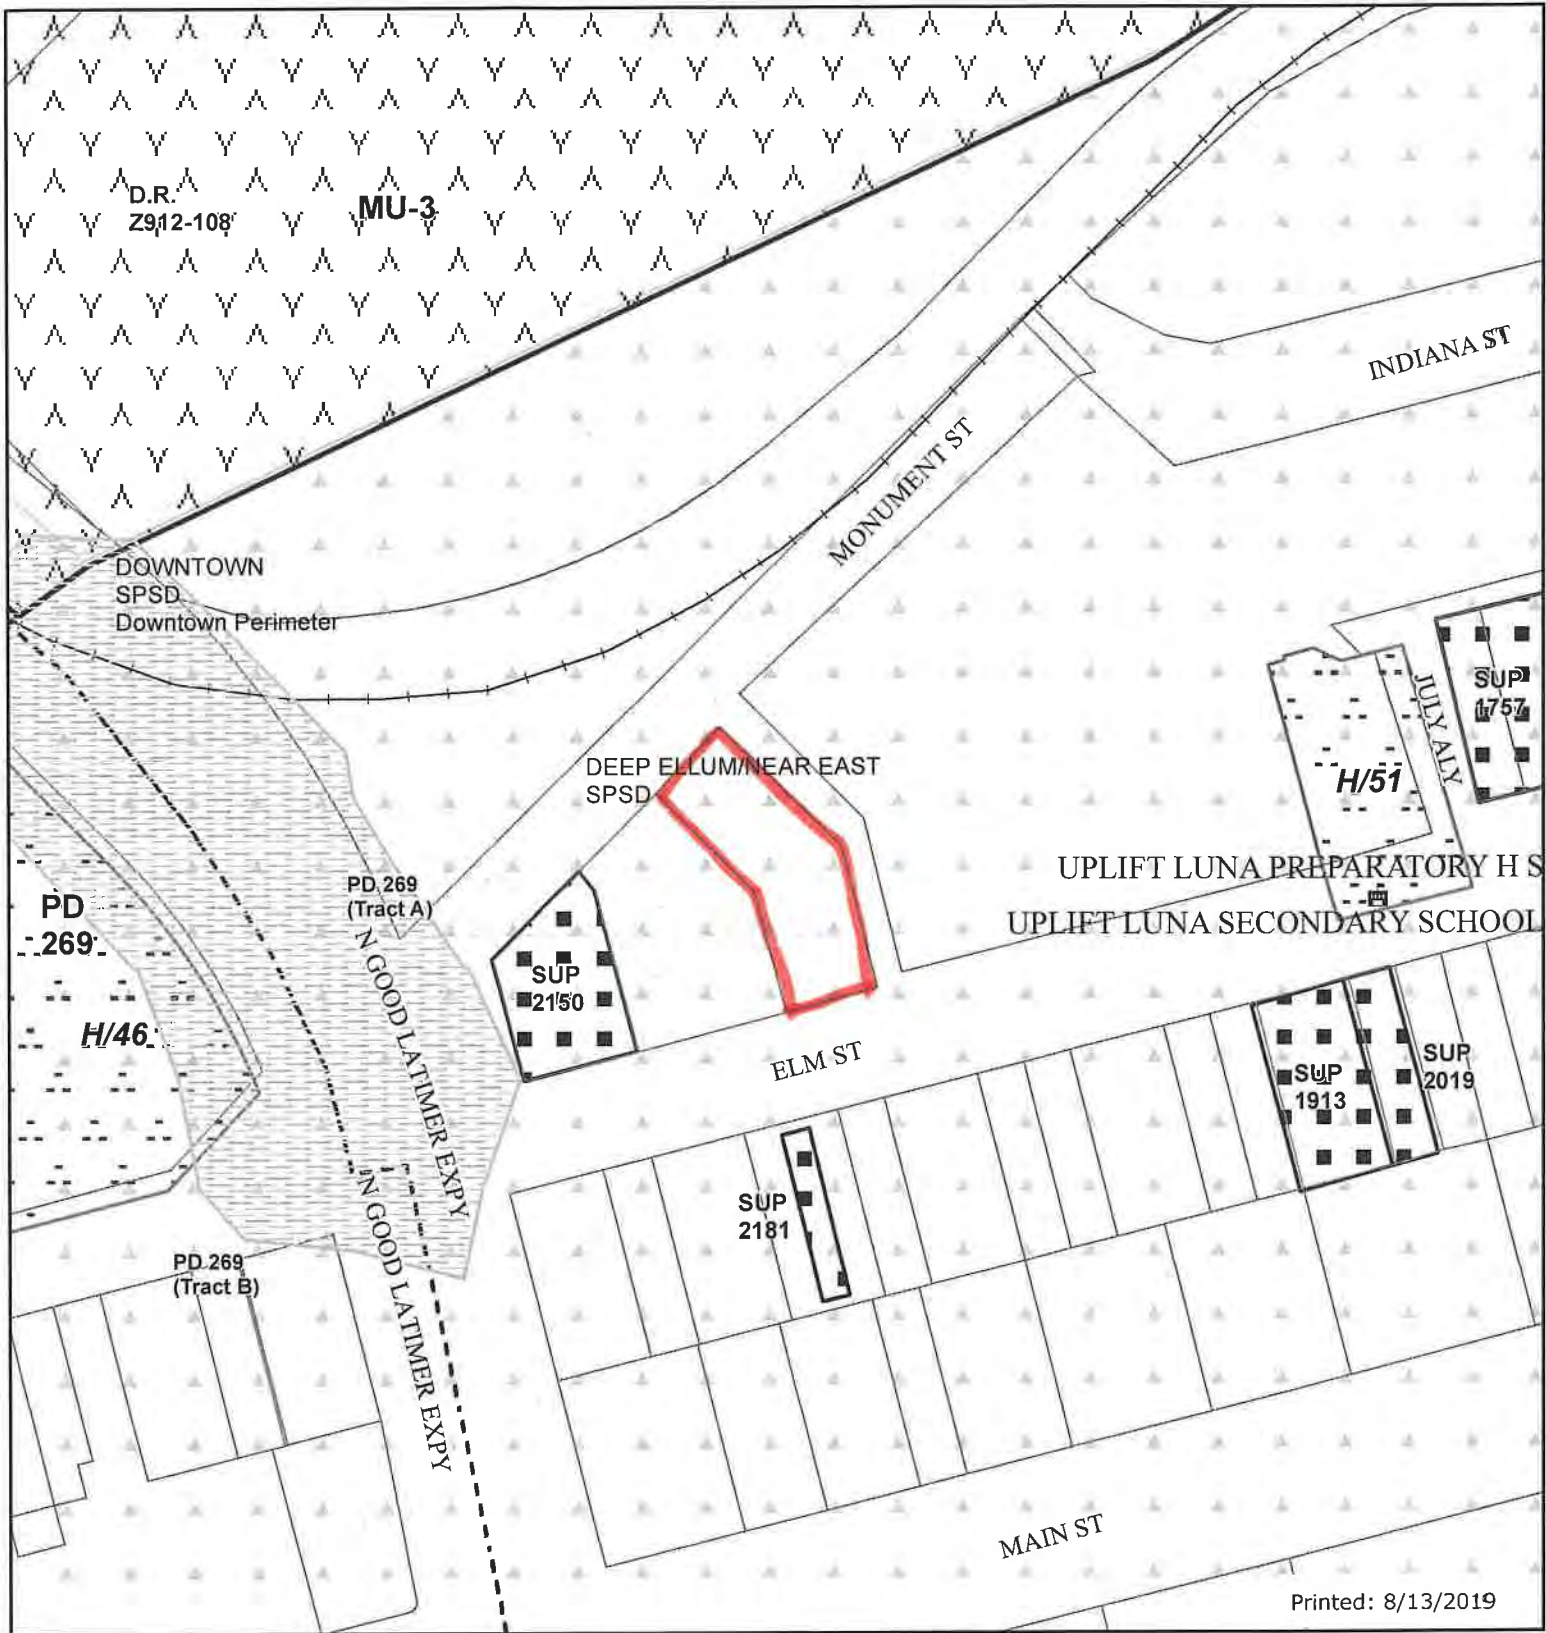 D.R.
Z912-108
MU-3
INDIANA ST
MONUMENT ST
DOWNTOWN
SPSD
Downtown Perimeter
SUP
1757
JULY ALY
DEEP ELLUM/NEAR EAST
SPSD
H/51
UPLIFT LUNA PREPARATORY H S
PD 269
(Tract A)
PD
269
UPLIFT LUNA SECONDARY SCHOOL
N GOOD LATIMER EXPY
SUP
2150
H/46
ELM ST
SUP
2019
SUP
1913
SUP
2181
N GOOD LATIMER EXPY
PD 269
(Tract B)
MAIN ST
Printed: 8/13/2019